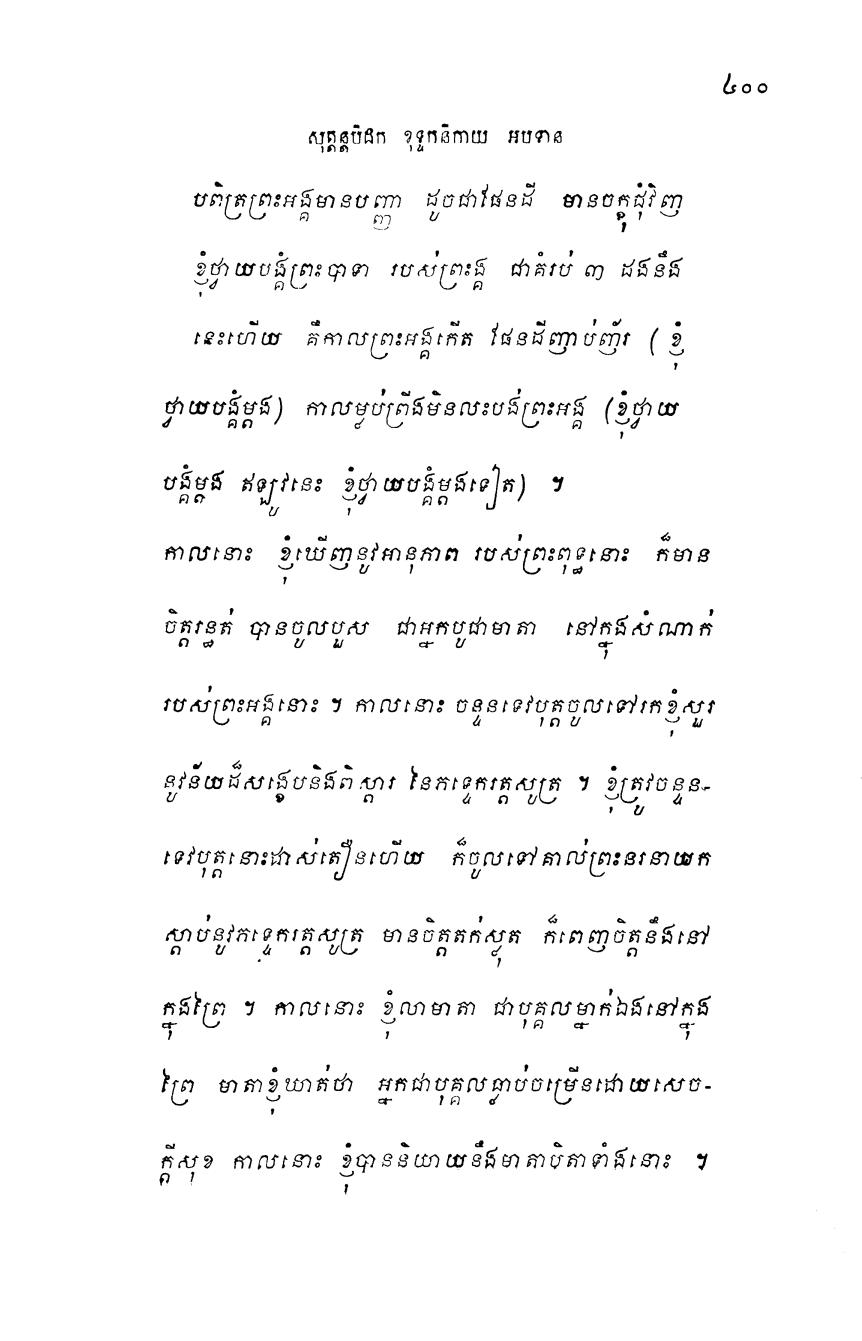 ៤០០
សុត្តន្តបិដក ខុទ្ទកនិកាយ អបទាន
បពិត្រព្រះអង្គមានបញ្ញា ដូចជាផែនដី មានចក្ខុជុំវិញ
ខ្ញុំថ្វាយបង្គំព្រះបាទា របស់ព្រះង្គ ជាគំរប់ ៣ ដងនឹង
នេះហើយ គឺកាលព្រះអង្គកើត ផែនដីញាប់ញ័រ (ខ្ញុំ
ថ្វាយបង្គំម្តង) កាលម្លប់ព្រីងមិនលះបង់ព្រះអង្គ (ខ្ញុំថ្វាយ
បង្គំម្តង ឥឡូវនេះ ខ្ញុំថ្វាយបង្គំម្តងទៀត) ។
កាលនោះ ខ្ញុំឃើញនូវអានុភាព របស់ព្រះពុទ្ធនោះ ក៏មាន
ចិត្តរន្ធត់ បានចូលបួស ជាអ្នកបូជាមាតា នៅក្នុងសំណាក់
របស់ព្រះអង្គនោះ ។ កាលនោះ ចន្ទនទេវបុត្តចូលទៅរកខ្ញុំសួរ
នូវន័យដ៏សង្ខេបនិងពិស្តារ នៃភទ្ទេករត្តសូត្រ ។ ខ្ញុំត្រូវចន្ទន-
ទេវបុត្តនោះដាស់តឿនហើយ ក៏ចូលទៅគាល់ព្រះនរនាយក
ស្តាប់នូវភទ្ទេករត្តសូត្រ មានចិត្តតក់ស្លុត ក៏ពេញចិត្តនឹងនៅ
ក្នុងព្រៃ ។ កាលនោះ ខ្ញុំលាមាតា ជាបុគ្គលម្នាក់ឯងនៅក្នុង
ព្រៃ មាតាខ្ញុំឃាត់ថា អ្នកជាបុគ្គលធ្លាប់ចម្រើនដោយសេច-
ក្តីសុខ កាលនោះ ខ្ញុំបាននិយាយនឹងមាតាបិតាទាំងនោះ ។